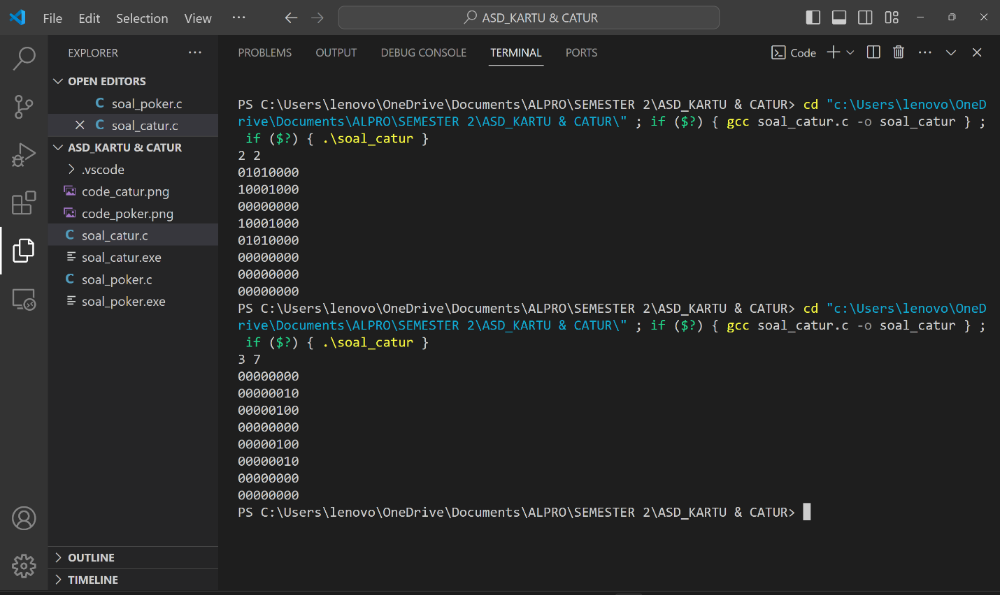 File Edit Selection View ... ASD_KARTU & CATUR
EXPLORER ...
OPEN EDITORS
C soal_poker.c
C soal_catur.c
ASD_KARTU & CATUR
.vscode
code_catur.png
code_poker.png
C soal_catur.c
soal_catur.exe
C soal_poker.c
soal_poker.exe
OUTLINE
TIMELINE
PROBLEMS OUTPUT DEBUG CONSOLE TERMINAL PORTS Code ...
PS C:\Users\lenovo\OneDrive\Documents\ALPRO\SEMESTER 2\ASD_KARTU & CATUR> cd "c:\Users\lenovo\OneD
rive\Documents\ALPRO\SEMESTER 2\ASD_KARTU & CATUR\" ; if ($?) { gcc soal_catur.c -o soal_catur } ;
if ($?) { .\soal_catur }
2 2
01010000
10001000
00000000
10001000
01010000
00000000
00000000
00000000
PS C:\Users\lenovo\OneDrive\Documents\ALPRO\SEMESTER 2\ASD_KARTU & CATUR> cd "c:\Users\lenovo\OneD
rive\Documents\ALPRO\SEMESTER 2\ASD_KARTU & CATUR\" ; if ($?) { gcc soal_catur.c -o soal_catur } ;
if ($?) { .\soal_catur }
3 7
00000000
00000010
00000100
00000000
00000100
00000010
00000000
00000000
PS C:\Users\lenovo\OneDrive\Documents\ALPRO\SEMESTER 2\ASD_KARTU & CATUR>